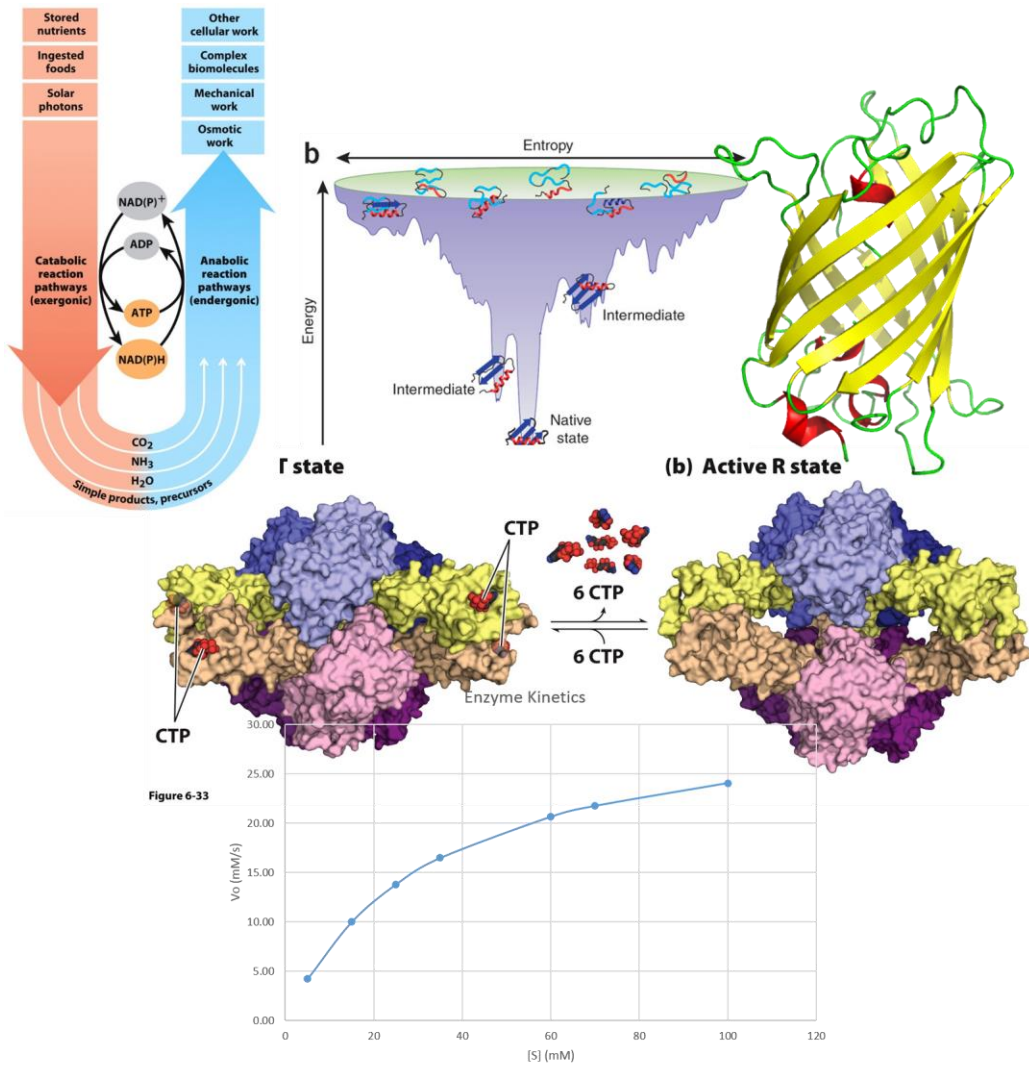 Stored
nutrients
Ingested
foods
Solar
photons
Other
cellular work
Complex
biomolecules
Mechanical
work
Osmotic
work
NAD(P)+
ADP
ATP
NAD(P)H
Catabolic
reaction
pathways
(exergonic)
Anabolic
reaction
pathways
(endergonic)
CO2
NH3
H2O
Simple products, precursors
b
Entropy
Energy
Intermediate
Intermediate
Native
state
T state
(b) Active R state
CTP
CTP
6 CTP
6 CTP
Figure 6-33
Enzyme Kinetics
30.00
25.00
20.00
15.00
10.00
5.00
0.00
Vo (mM/s)
0
20
40
60
80
100
120
[S] (mM)